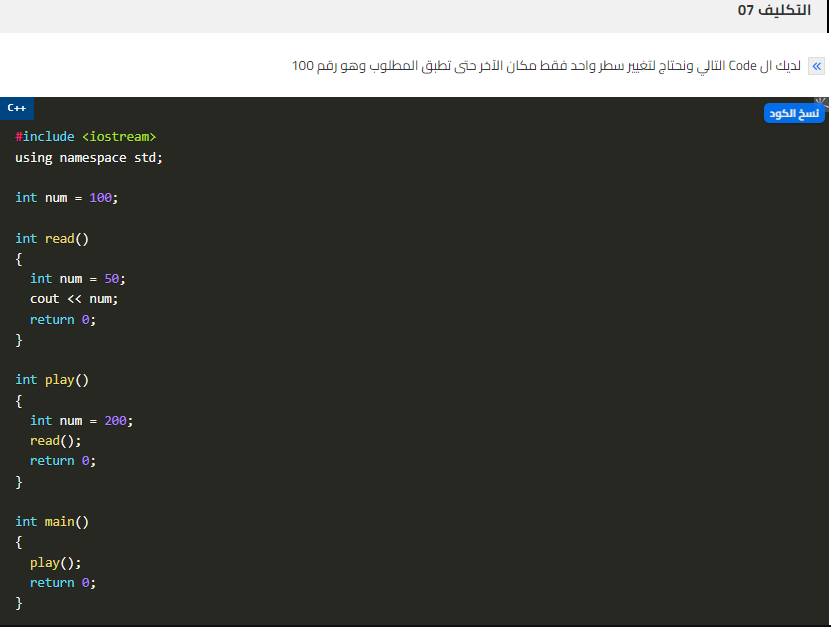 التكليف 07
» لديك ال Code التالي ونحتاج لتغيير سطر واحد فقط مكان الآخر حتى تطبق المطلوب وهو رقم 100
C++
نسخ الكود
#include <iostream>
using namespace std;

int num = 100;

int read()
{
  int num = 50;
  cout << num;
  return 0;
}

int play()
{
  int num = 200;
  read();
  return 0;
}

int main()
{
  play();
  return 0;
}